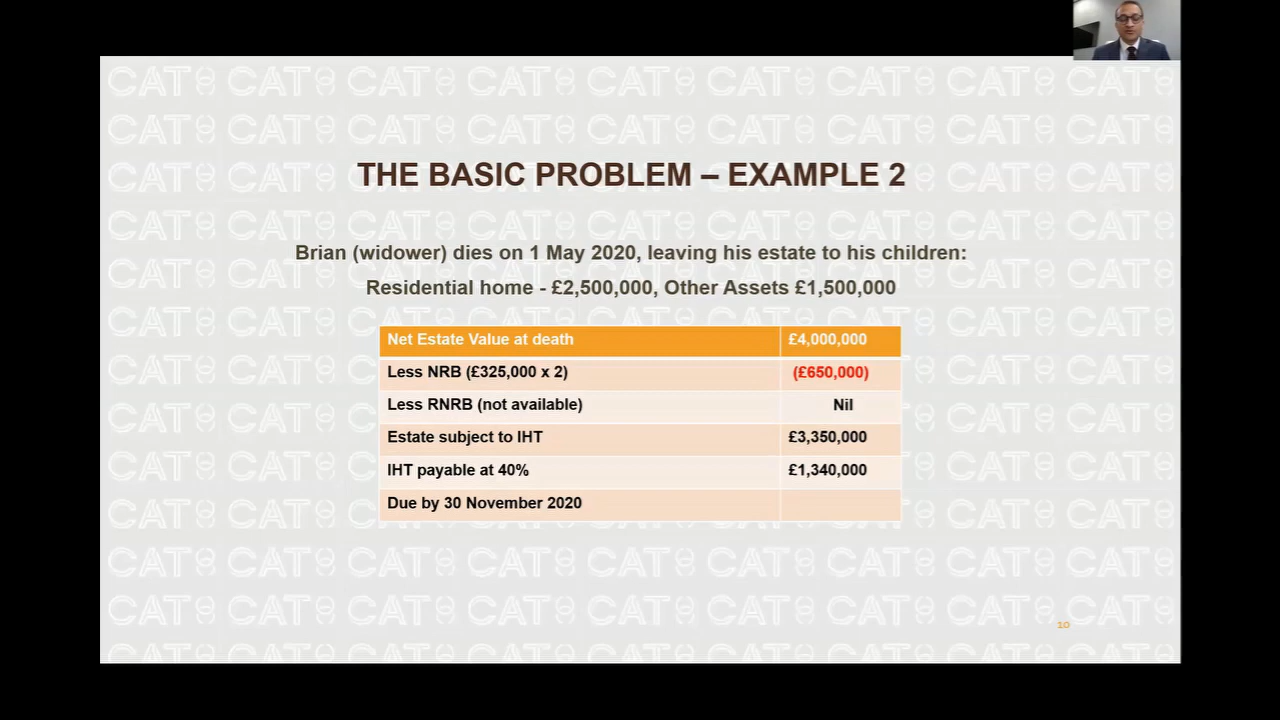 THE BASIC PROBLEM – EXAMPLE 2
Brian (widower) dies on 1 May 2020, leaving his estate to his children:
Residential home - £2,500,000, Other Assets £1,500,000
Net Estate Value at death £4,000,000
Less NRB (£325,000 x 2) (£650,000)
Less RNRB (not available) Nil
Estate subject to IHT £3,350,000
IHT payable at 40% £1,340,000
Due by 30 November 2020
10